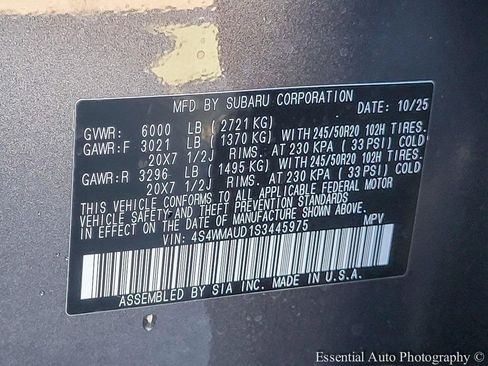 MFD BY SUBARU CORPORATION DATE: 10/25
GVWR: 6000 LB ( 2721 KG)
GAWR:F 3021 LB ( 1370 KG) WITH 245/50R20 102H TIRES.
20X7 1/2J RIMS. AT 230 KPA ( 33 PSI) COLD
GAWR:R 3296 LB ( 1495 KG) WITH 245/50R20 102H TIRES.
20X7 1/2J RIMS. AT 230 KPA ( 33 PSI) COLD
THIS VEHICLE CONFORMS TO ALL APPLICABLE FEDERAL MOTOR
VEHICLE SAFETY AND THEFT PREVENTION STANDARDS
IN EFFECT ON THE DATE OF MANUFACTURE SHOWN ABOVE.
VIN: 4S4WMAUD1S3445975 MPV
ASSEMBLED BY SIA INC. MADE IN U.S.A.
Essential Auto Photography ©